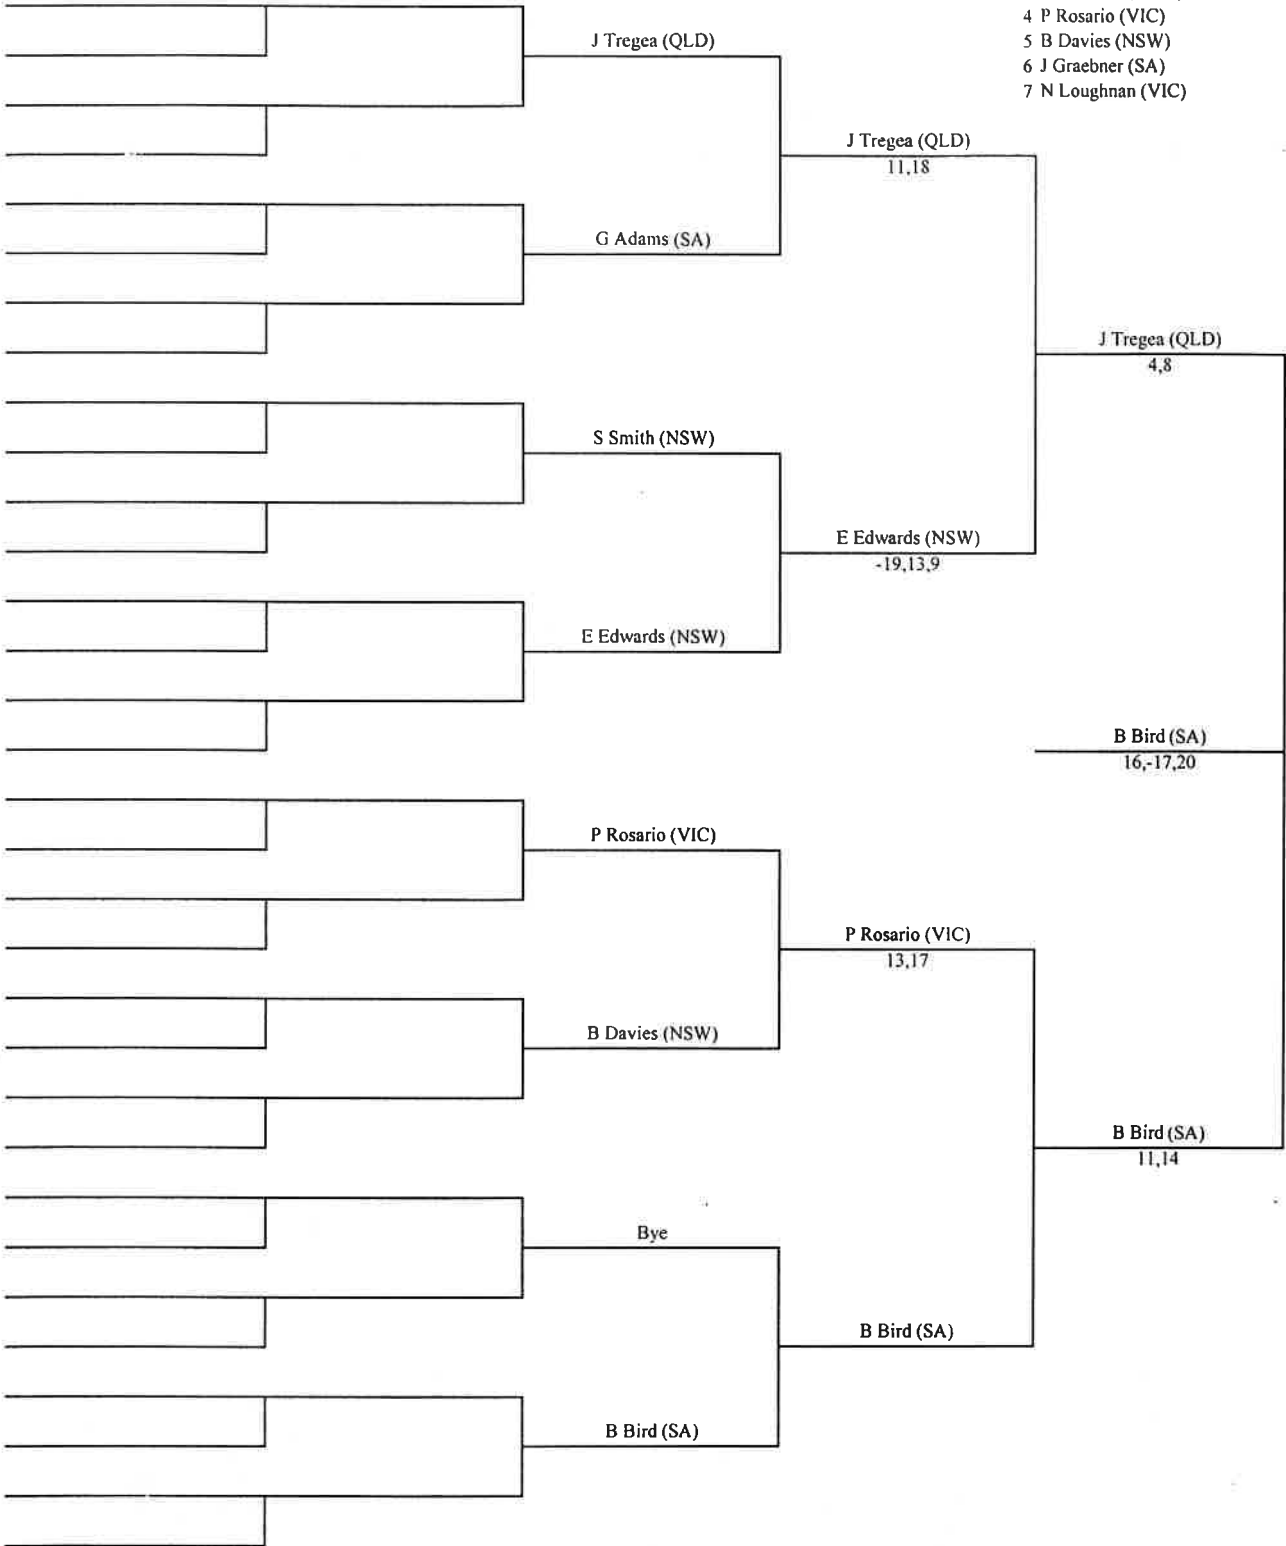 4 P Rosario (VIC)
5 B Davies (NSW)
6 J Graebner (SA)
7 N Loughnan (VIC)
J Tregea (QLD)
J Tregea (QLD)
11,18
G Adams (SA)
J Tregea (QLD)
4,8
S Smith (NSW)
E Edwards (NSW)
-19,13,9
E Edwards (NSW)
B Bird (SA)
16,-17,20
P Rosario (VIC)
P Rosario (VIC)
13,17
B Davies (NSW)
B Bird (SA)
11,14
Bye
B Bird (SA)
B Bird (SA)